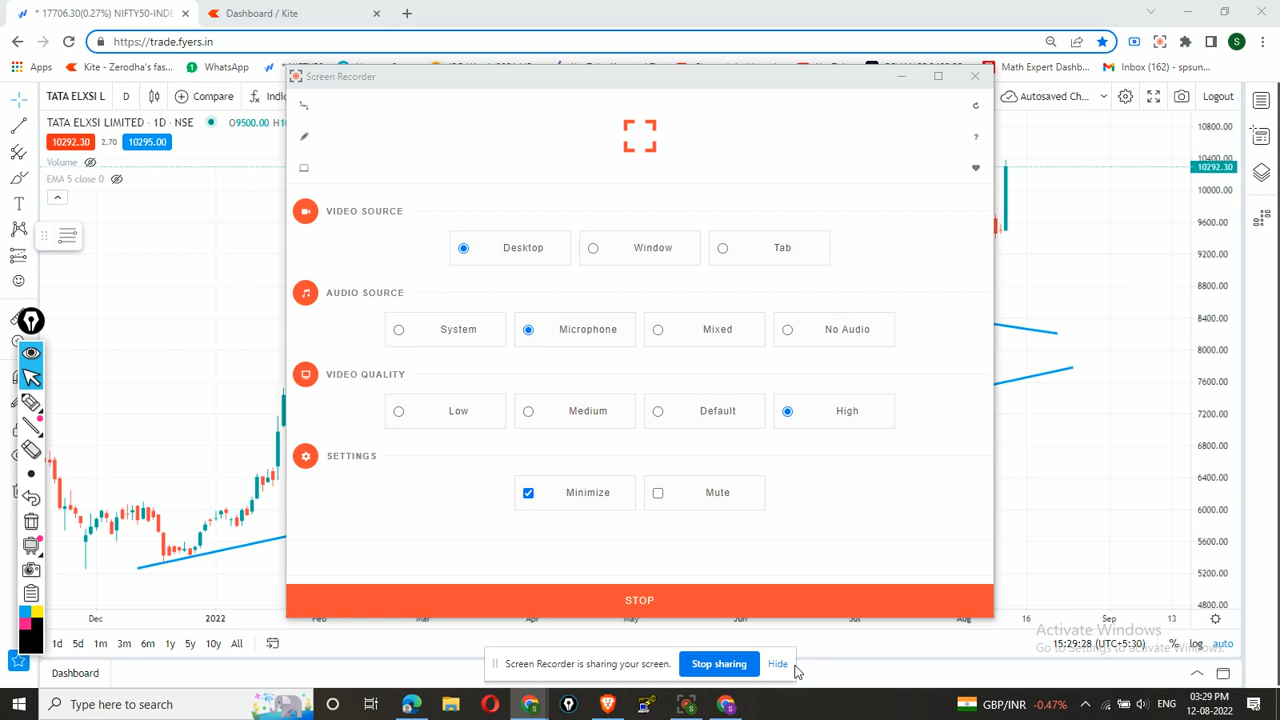 * 17706.30(0.27%) NIFTY50-INDE
Dashboard / Kite
https://trade.fyers.in
S
Apps
Kite - Zerodha's fas...
WhatsApp
Math Expert Dashb...
Inbox (162) - spsun...
TATA ELXSI L
D
Compare
Indi
Autosaved Ch...
Logout
TATA ELXSI LIMITED • 1D • NSE
O9500.00
10292.30
2.70
10295.00
Volume
EMA 5 close 0
Screen Recorder
?
VIDEO SOURCE
Desktop
Window
Tab
AUDIO SOURCE
System
Microphone
Mixed
No Audio
VIDEO QUALITY
Low
Medium
Default
High
SETTINGS
Minimize
Mute
STOP
10800.00
10400.00
10292.30
10000.00
9600.00
9200.00
8800.00
8400.00
8000.00
7600.00
7200.00
6800.00
6400.00
6000.00
5600.00
5200.00
4800.00
Dec
2022
Feb
Mar
Apr
May
Jun
Jul
Aug
16
Sep
13
1d
5d
1m
3m
6m
1y
5y
10y
All
15:29:28 (UTC+5:30)
%
log
auto
Activate Windows
Go to Settings to activate Windows.
Screen Recorder is sharing your screen.
Stop sharing
Hide
Dashboard
Type here to search
GBP/INR
-0.47%
ENG
03:29 PM
12-08-2022